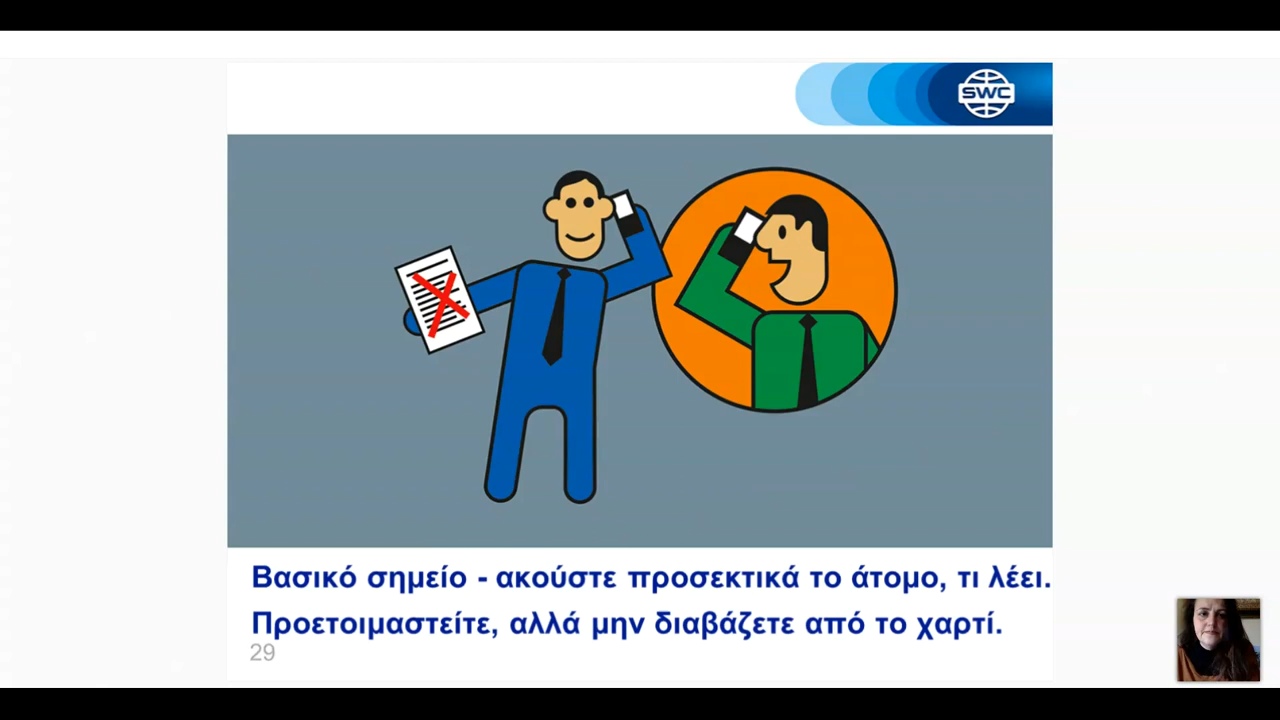 SWC
Βασικό σημείο - ακούστε προσεκτικά το άτομο, τι λέει.
Προετοιμαστείτε, αλλά μην διαβάζετε από το χαρτί.
29